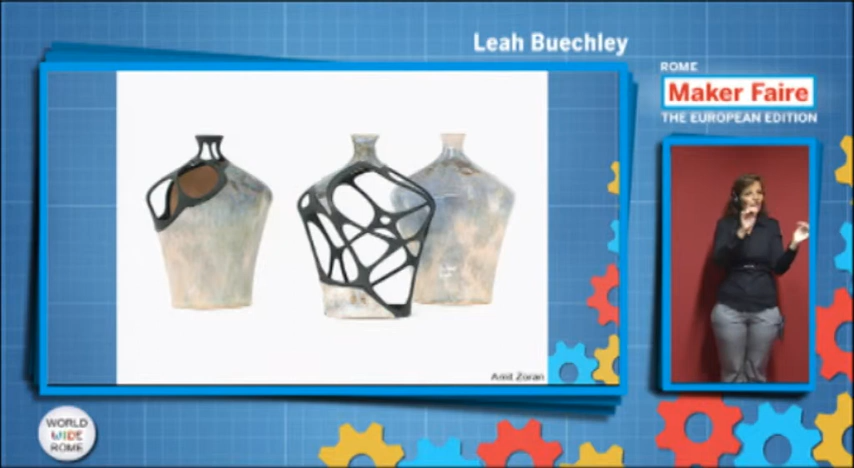 Leah Buechley
ROME
Maker Faire
THE EUROPEAN EDITION
Amit Zoran
WORLD
WIDE
ROME